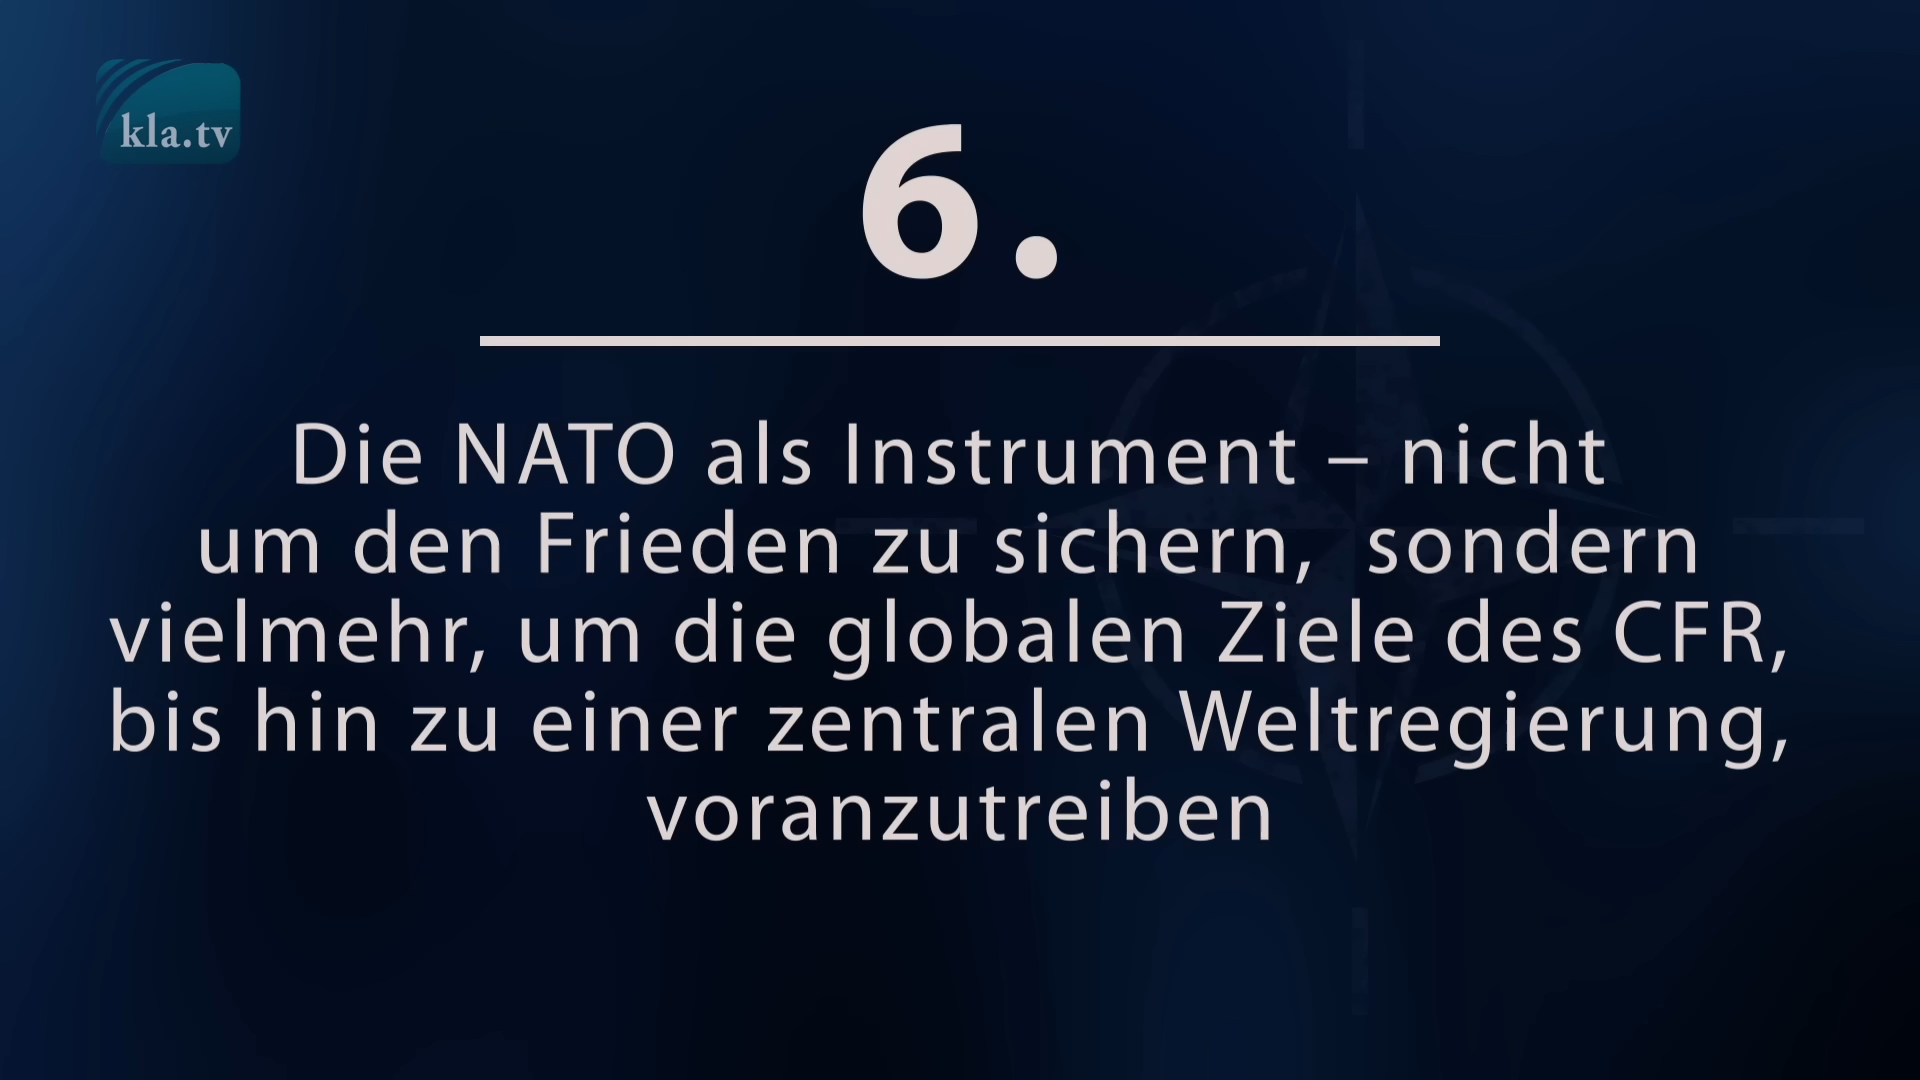 kla.tv
6.
Die NATO als Instrument – nicht
um den Frieden zu sichern,  sondern
vielmehr, um die globalen Ziele des CFR,
bis hin zu einer zentralen Weltregierung,
voranzutreiben